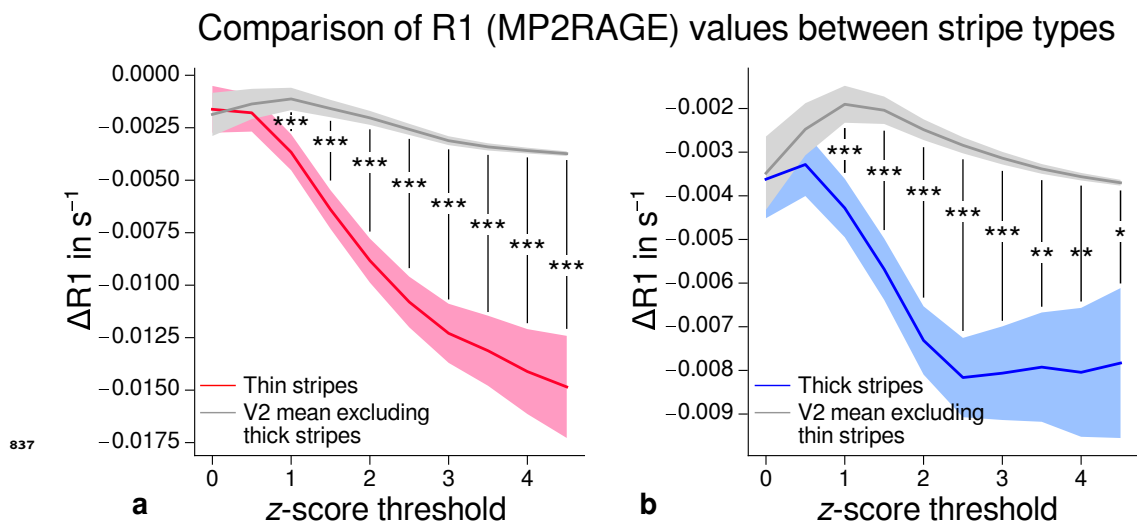 Comparison of R1 (MP2RAGE) values between stripe types
0.0000
−0.0025
−0.0050
−0.0075
−0.0100
−0.0125
−0.0150
−0.0175
ΔR1 in s⁻¹
***
***
***
***
***
***
***
***
Thin stripes
V2 mean excluding
thick stripes
0 1 2 3 4
a
z-score threshold
−0.002
−0.003
−0.004
−0.005
−0.006
−0.007
−0.008
−0.009
ΔR1 in s⁻¹
***
***
***
***
***
**
**
*
Thick stripes
V2 mean excluding
thin stripes
0 1 2 3 4
b
z-score threshold
837